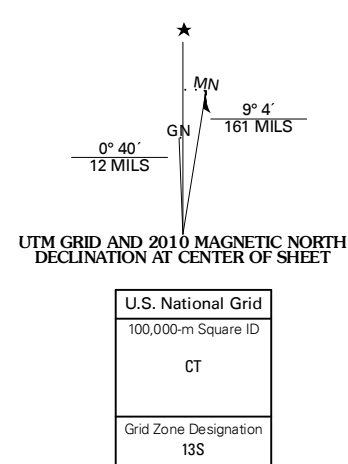 ★
MN
9° 4´
161 MILS
GN
0° 40´
12 MILS
UTM GRID AND 2010 MAGNETIC NORTH
DECLINATION AT CENTER OF SHEET
U.S. National Grid
100,000-m Square ID
CT
Grid Zone Designation
13S